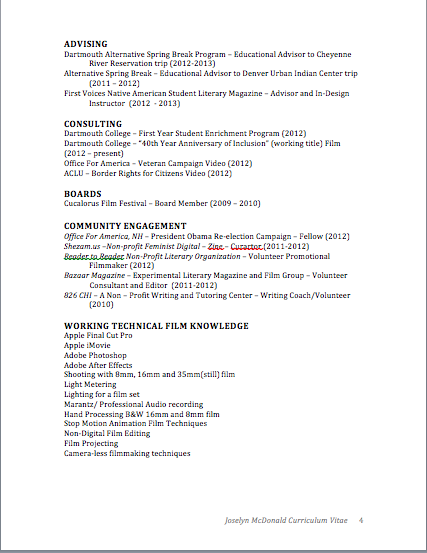 ADVISING
Dartmouth Alternative Spring Break Program – Educational Advisor to Cheyenne
River Reservation trip (2012-2013)
Alternative Spring Break – Educational Advisor to Denver Urban Indian Center trip
(2011 – 2012)
First Voices Native American Student Literary Magazine – Advisor and In-Design
Instructor (2012 - 2013)
CONSULTING
Dartmouth College – First Year Student Enrichment Program (2012)
Dartmouth College – "40th Year Anniversary of Inclusion" (working title) Film
(2012 – present)
Office For America – Veteran Campaign Video (2012)
ACLU – Border Rights for Citizens Video (2012)
BOARDS
Cucalorus Film Festival – Board Member (2009 – 2010)
COMMUNITY ENGAGEMENT
Office For America, NH – President Obama Re-election Campaign – Fellow (2012)
Shezam.us –Non-profit Feminist Digital – Zine – Curartor (2011-2012)
Reader to Reader Non-Profit Literary Organization – Volunteer Promotional
Filmmaker (2012)
Bazaar Magazine – Experimental Literary Magazine and Film Group – Volunteer
Consultant and Editor (2011-2012)
826 CHI – A Non – Profit Writing and Tutoring Center – Writing Coach/Volunteer
(2010)
WORKING TECHNICAL FILM KNOWLEDGE
Apple Final Cut Pro
Apple iMovie
Adobe Photoshop
Adobe After Effects
Shooting with 8mm, 16mm and 35mm(still) film
Light Metering
Lighting for a film set
Marantz/ Professional Audio recording
Hand Processing B&W 16mm and 8mm film
Stop Motion Animation Film Techniques
Non-Digital Film Editing
Film Projecting
Camera-less filmmaking techniques
Joselyn McDonald Curriculum Vitae 4